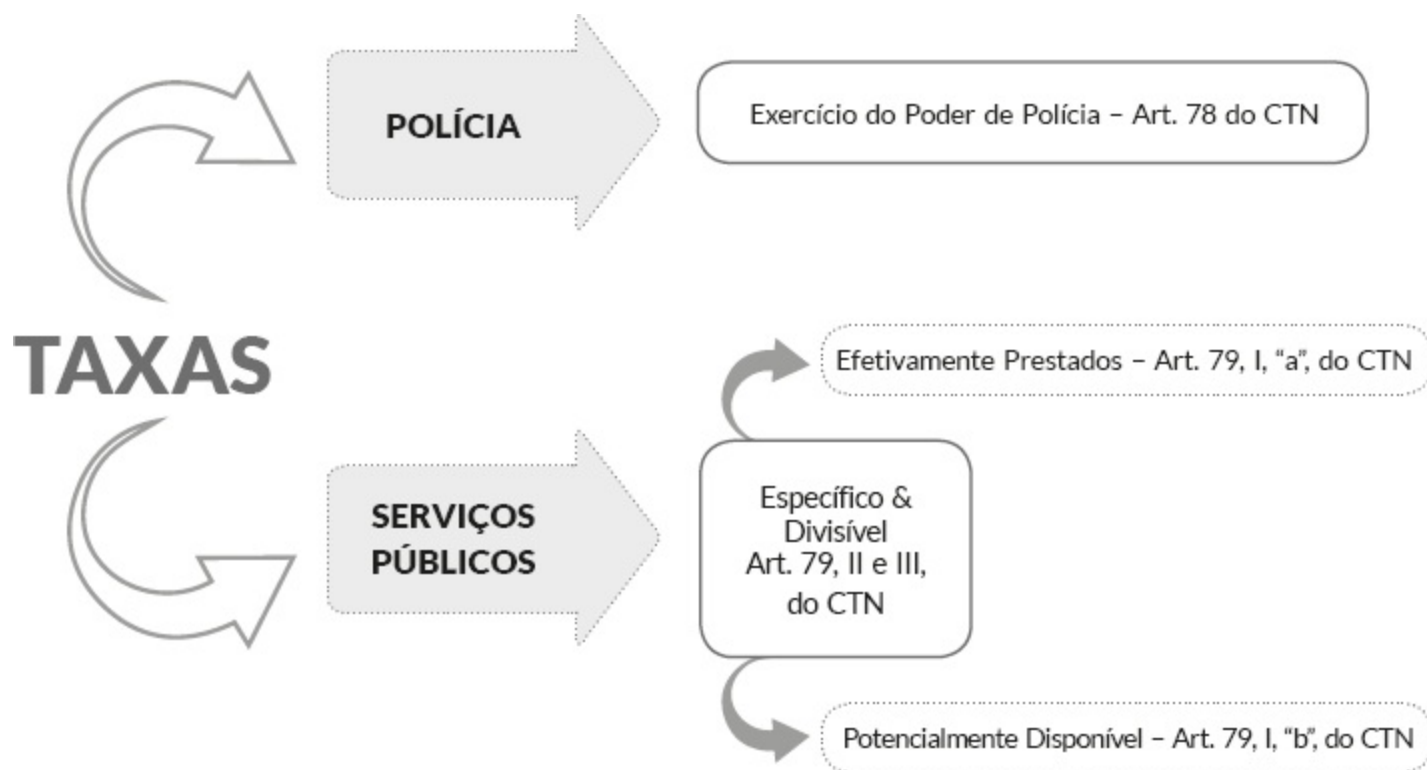 POLÍCIA
Exercício do Poder de Polícia – Art. 78 do CTN
TAXAS
Efetivamente Prestados – Art. 79, I, “a”, do CTN
SERVIÇOS
PÚBLICOS
Específico &
Divisível
Art. 79, II e III,
do CTN
Potencialmente Disponível – Art. 79, I, “b”, do CTN